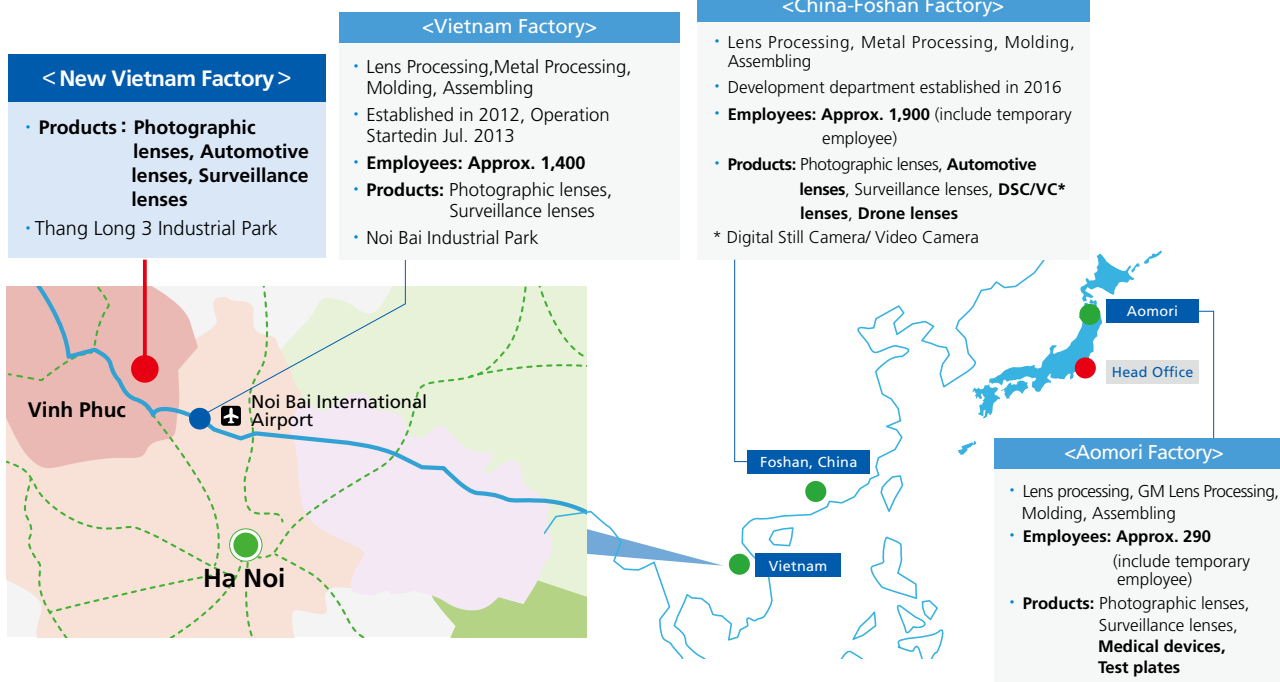 <New Vietnam Factory>
· Products : Photographic
lenses, Automotive
lenses, Surveillance
lenses
· Thang Long 3 Industrial Park
<Vietnam Factory>
· Lens Processing,Metal Processing,
Molding, Assembling
· Established in 2012, Operation
Startedin Jul. 2013
· Employees: Approx. 1,400
· Products: Photographic lenses,
Surveillance lenses
· Noi Bai Industrial Park
<China-Foshan Factory>
· Lens Processing, Metal Processing, Molding,
Assembling
· Development department established in 2016
· Employees: Approx. 1,900 (include temporary
employee)
· Products: Photographic lenses, Automotive
lenses, Surveillance lenses, DSC/VC*
lenses, Drone lenses
* Digital Still Camera/ Video Camera
Vinh Phuc
Noi Bai International
Airport
Ha Noi
Aomori
Head Office
Foshan, China
Vietnam
<Aomori Factory>
· Lens processing, GM Lens Processing,
Molding, Assembling
· Employees: Approx. 290
(include temporary
employee)
· Products: Photographic lenses,
Surveillance lenses,
Medical devices,
Test plates